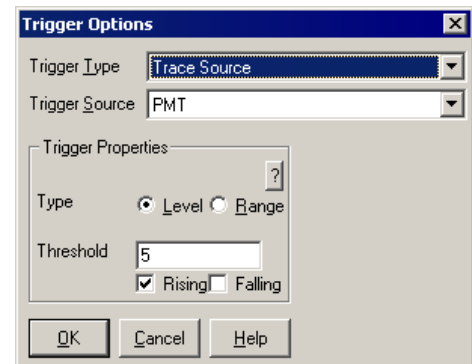 Trigger Options
Trigger Type Trace Source
Trigger Source PMT
Trigger Properties
?
Type Level Range
Threshold 5
Rising Falling
OK Cancel Help